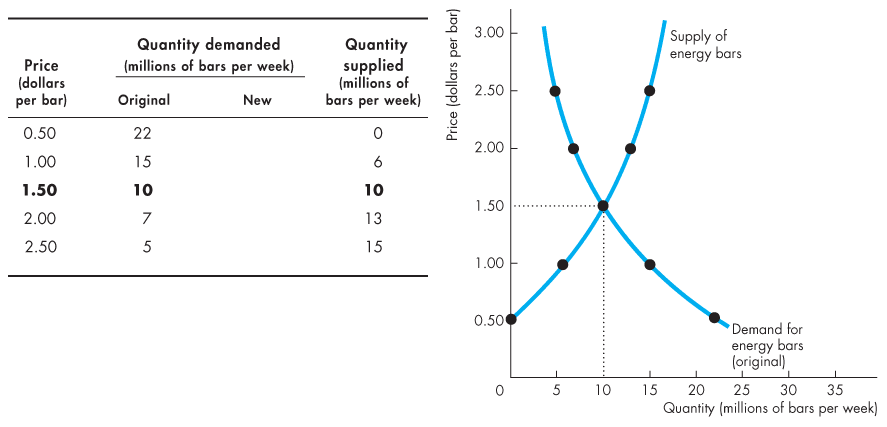 Quantity demanded
(millions of bars per week)
Quantity
supplied
(millions of
bars per week)
Price
(dollars
per bar)
Original New
0.50 22 0
1.00 15 6
1.50 10 10
2.00 7 13
2.50 5 15
Price (dollars per bar)
3.00
2.50
2.00
1.50
1.00
0.50
Supply of
energy bars
Demand for
energy bars
(original)
0 5 10 15 20 25 30 35
Quantity (millions of bars per week)